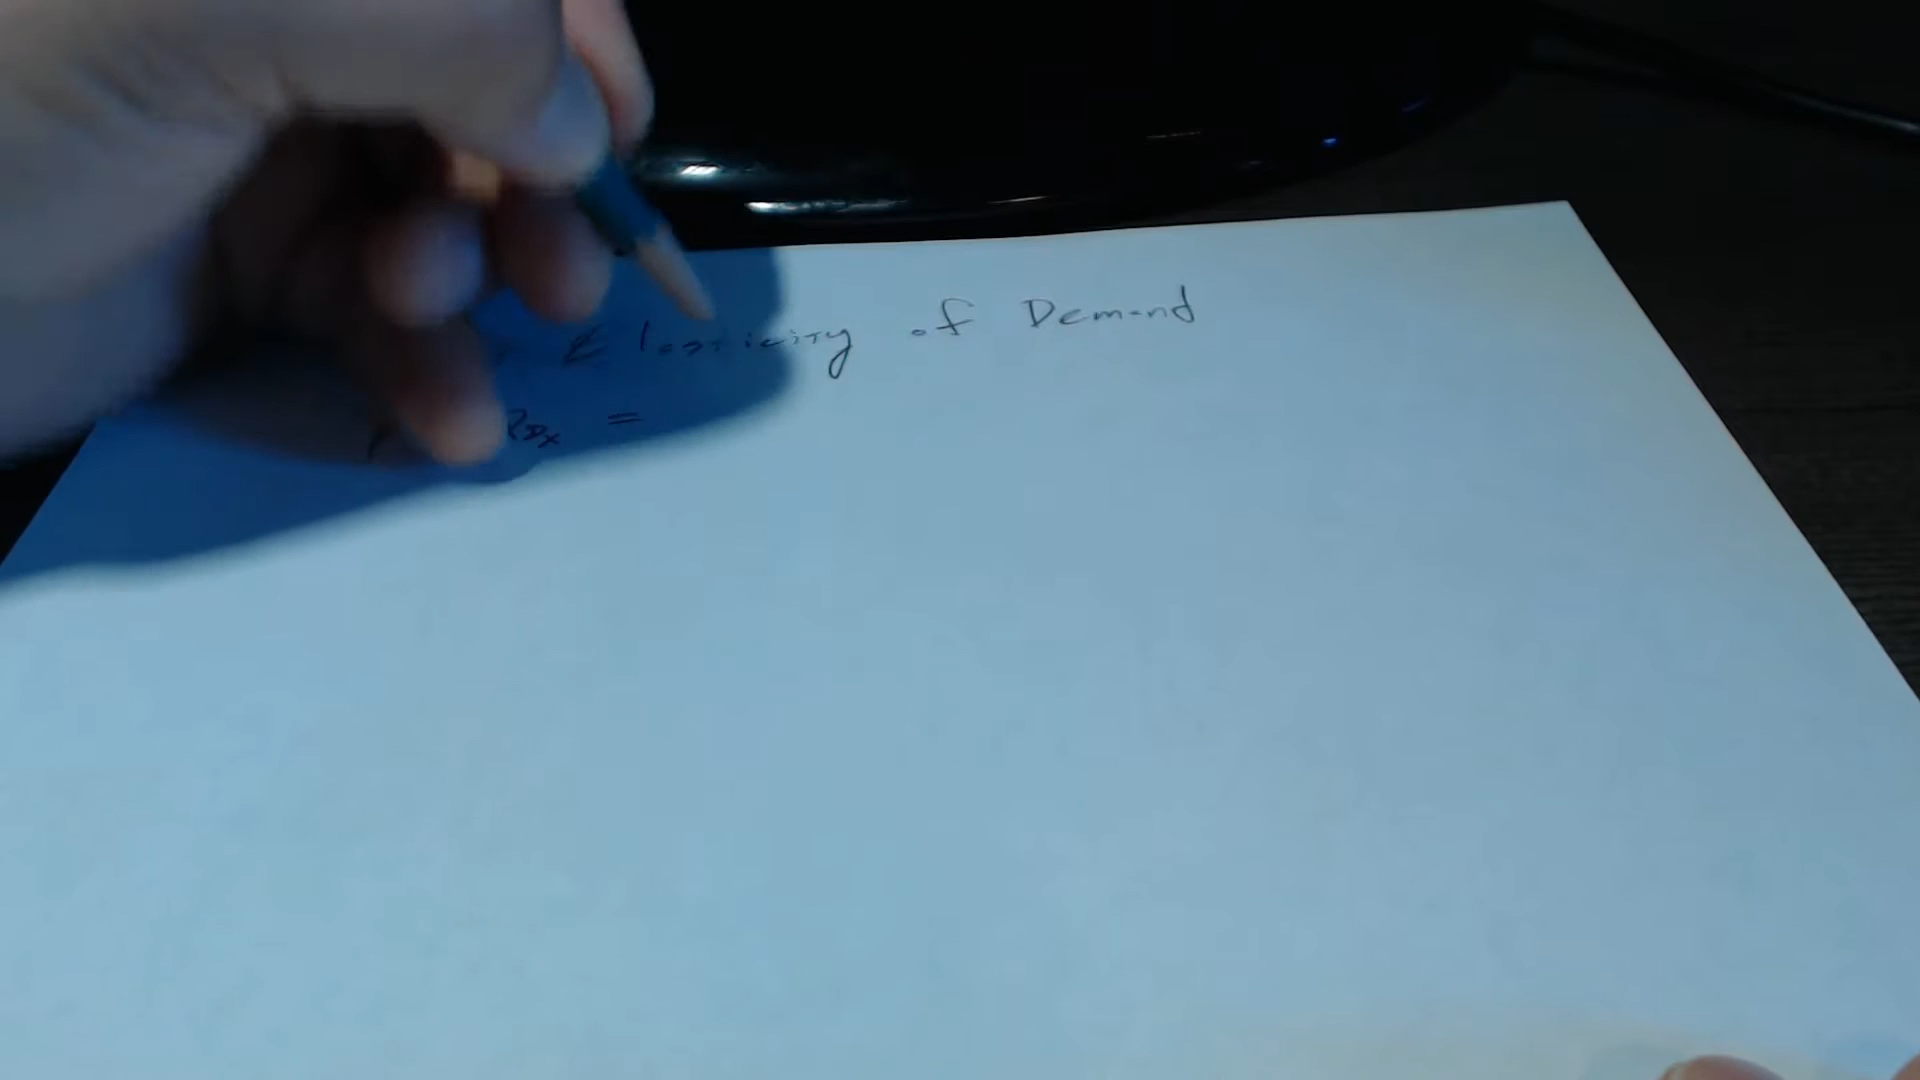 Elasticity of Demand
=